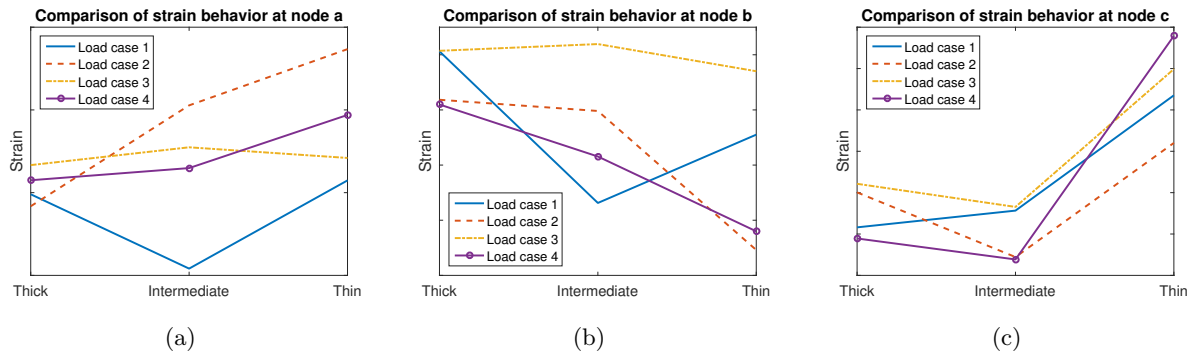 Comparison of strain behavior at node a
Load case 1
Load case 2
Load case 3
Load case 4
Strain
Thick Intermediate Thin
(a)
Comparison of strain behavior at node b
Strain
Load case 1
Load case 2
Load case 3
Load case 4
Thick Intermediate Thin
(b)
Comparison of strain behavior at node c
Load case 1
Load case 2
Load case 3
Load case 4
Strain
Thick Intermediate Thin
(c)